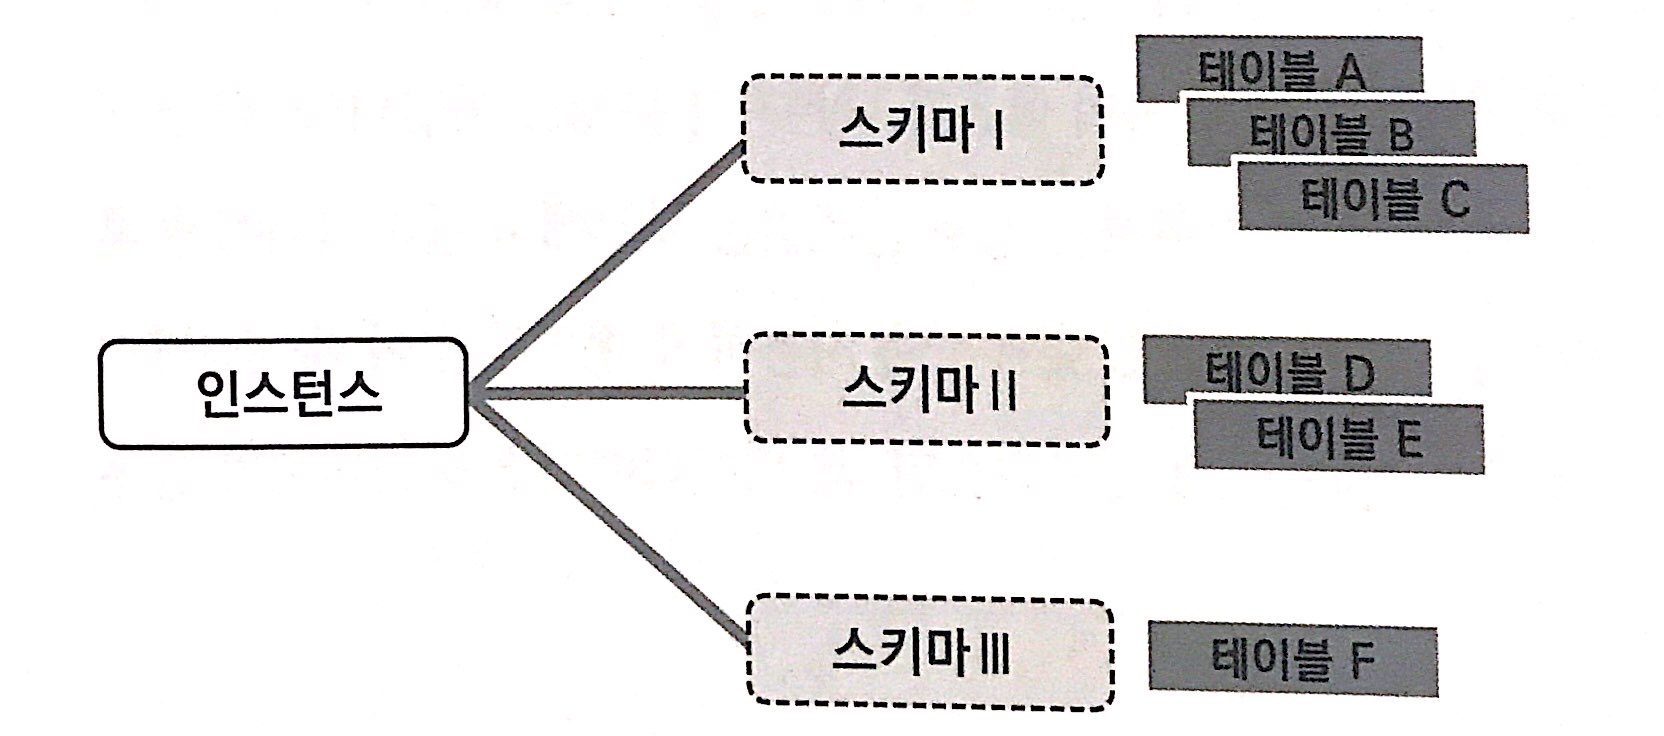 테이블 A
스키마 Ⅰ
테이블 B
테이블 C
인스턴스
스키마 Ⅱ
테이블 D
테이블 E
스키마 Ⅲ
테이블 F